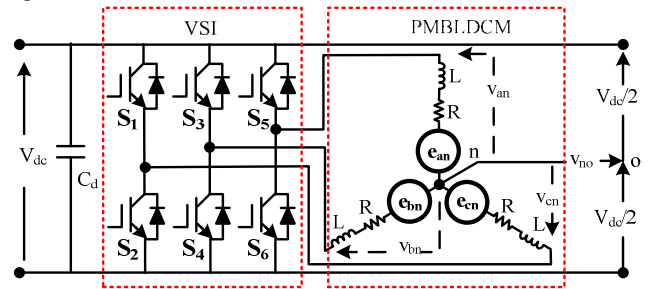 VSI
PMBLDCM
S1
S3
S5
S2
S4
S6
Vdc
Cd
L
R
van
ean
n
vno
o
Vdc/2
Vdc/2
ebn
ecn
R
L
R
L
vbn
vcn